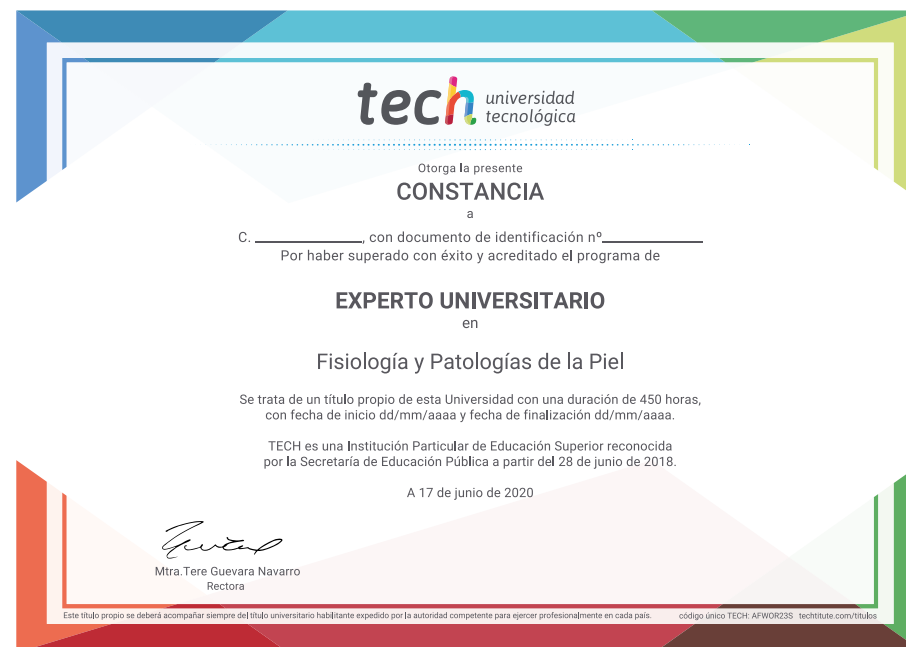 tech universidad
tecnológica
Otorga la presente
CONSTANCIA
a
C. ____________, con documento de identificación nº____________
Por haber superado con éxito y acreditado el programa de
EXPERTO UNIVERSITARIO
en
Fisiología y Patologías de la Piel
Se trata de un título propio de esta Universidad con una duración de 450 horas,
con fecha de inicio dd/mm/aaaa y fecha de finalización dd/mm/aaaa.
TECH es una Institución Particular de Educación Superior reconocida
por la Secretaría de Educación Pública a partir del 28 de junio de 2018.
A 17 de junio de 2020
Mtra.Tere Guevara Navarro
Rectora
Este título propio se deberá acompañar siempre del título universitario habilitante expedido por la autoridad competente para ejercer profesionalmente en cada país. código único TECH: AFWOR23S techtitute.com/titulos